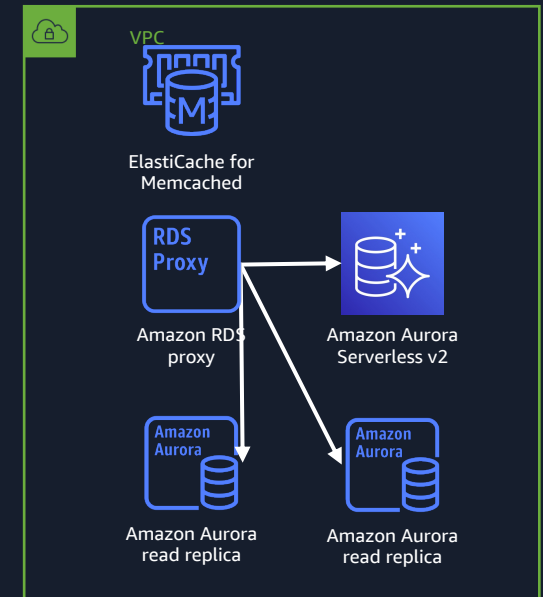 VPC
M
ElastiCache for
Memcached
RDS
Proxy
Amazon RDS
proxy
Amazon Aurora
Serverless v2
Amazon
Aurora
Amazon Aurora
read replica
Amazon
Aurora
Amazon Aurora
read replica